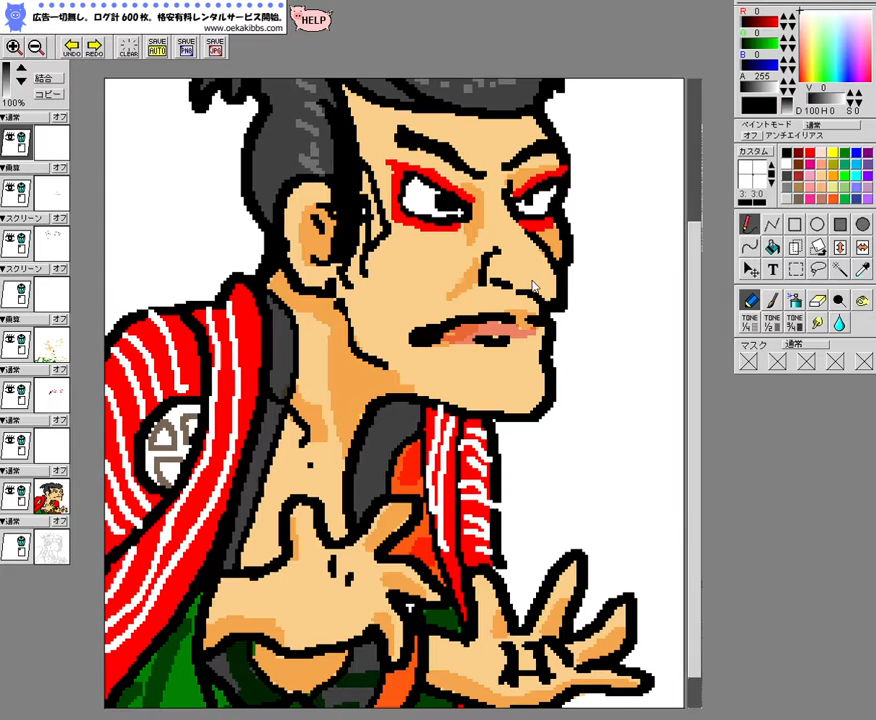 広告一切無し。ログ計600枚。格安有料レンタルサービス開始。
www.oekakibbs.com
HELP
UNDO
REDO
CLEAR
SAVE
AUTO
SAVE
PNG
SAVE
JPG
100%
結合
コピー
▼通常 オフ
▼乗算 オフ
▼スクリーン オフ
▼スクリーン オフ
▼乗算 オフ
▼通常 オフ
▼通常 オフ
▼通常 オフ
▼通常 オフ
R 0
G 0
B 0
A 255
V 0
D100H0 S0
ペイントモード 通常
オフ アンチエイリアス
カスタム
3: 3:0
T
TONE 1/4
TONE 1/2
TONE 3/4
マスク 通常